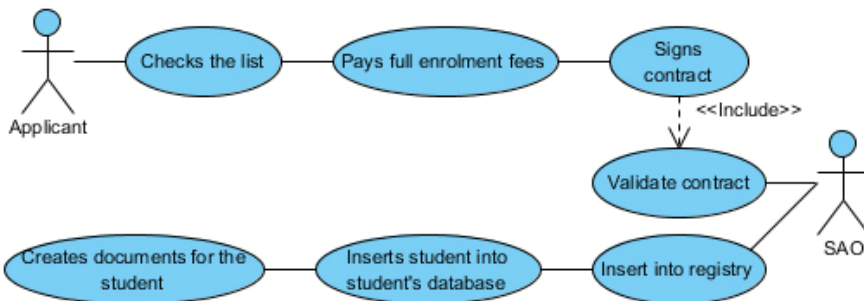 Checks the list
Pays full enrolment fees
Signs
contract
Applicant
<<Include>>
Validate contract
SAO
Creates documents for the
student
Inserts student into
student's database
Insert into registry